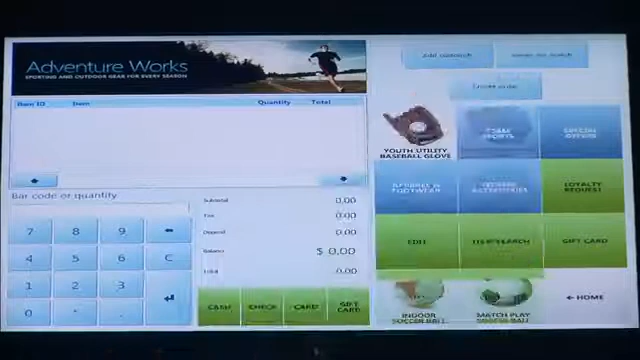 Adventure Works
SPORTING AND OUTDOOR GEAR FOR EVERY SEASON
Item ID Item Quantity Total
Bar code or quantity
7 8 9
4 5 6 C
1 2 3
0 .
Subtotal 0.00
Tax 0.00
Deposit 0.00
Balance $ 0.00
Total 0.00
CASH CHECK CARD GIFT CARD
YOUTH UTILITY
BASEBALL GLOVE
LOYALTY
REQUEST
EDIT ITEM SEARCH GIFT CARD
INDOOR
SOCCER BALL
MATCH PLAY
SOCCER BALL
HOME